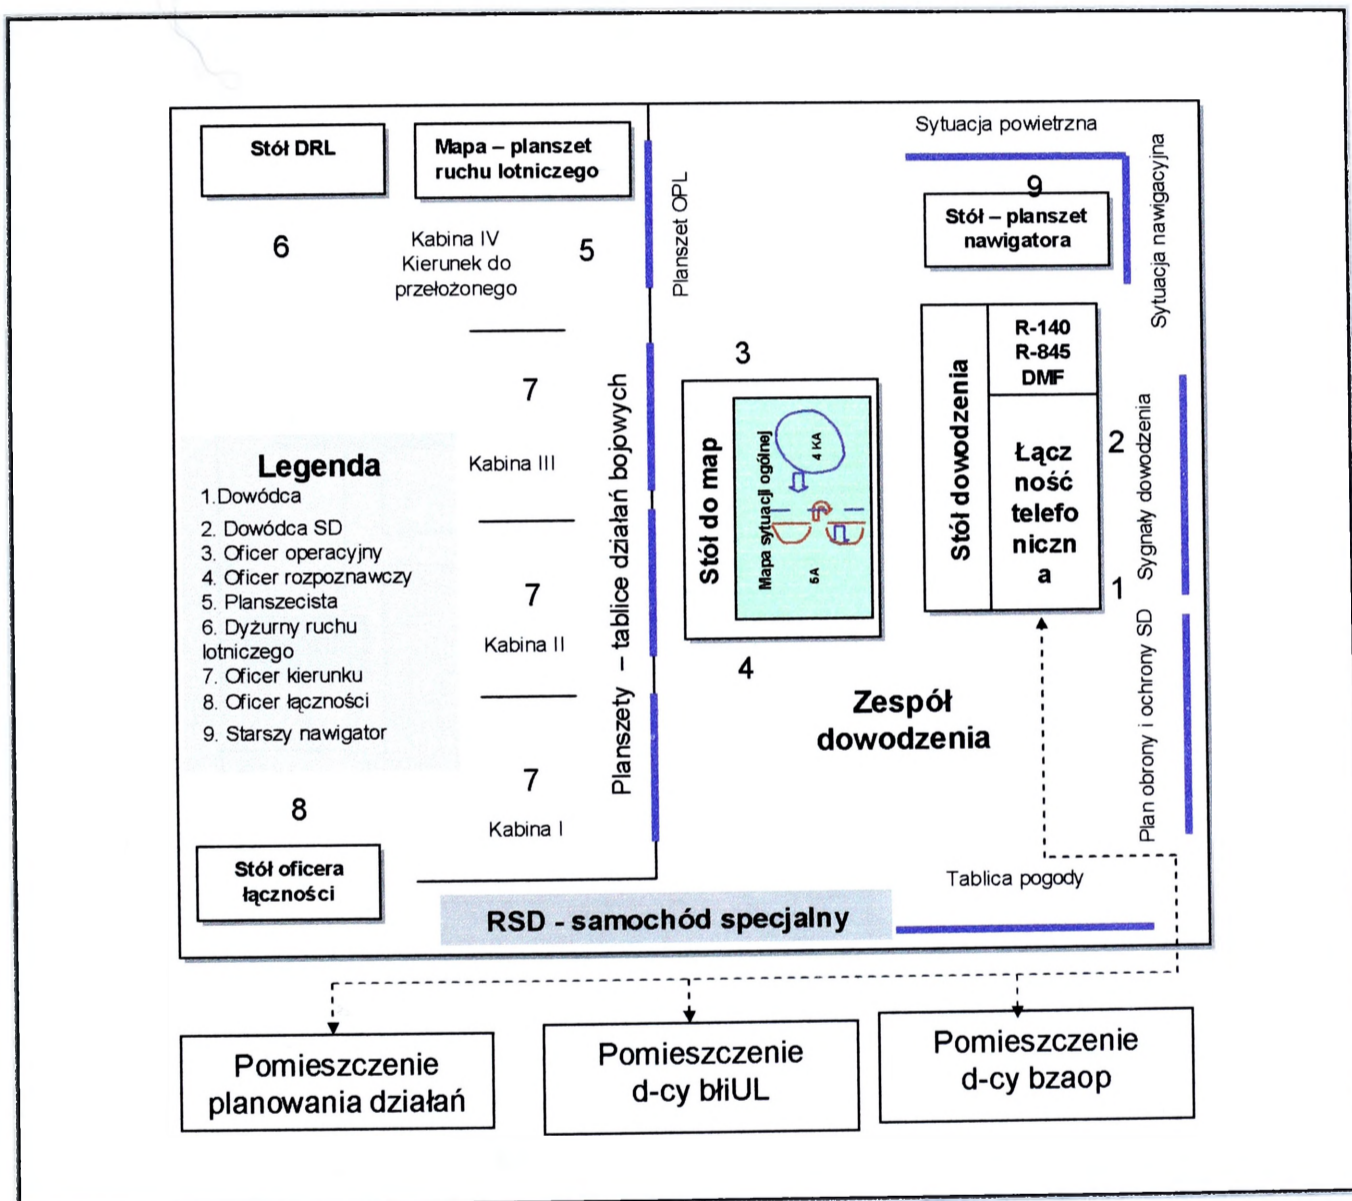 Stół DRL
Mapa – planszet
ruchu lotniczego
6
Kabina IV
Kierunek do
przełożonego
5
7
Kabina III
7
Kabina II
7
Kabina I
Planszety – tablice działań bojowych
Legenda
1.Dowódca
2. Dowódca SD
3. Oficer operacyjny
4. Oficer rozpoznawczy
5. Planszecista
6. Dyżurny ruchu
lotniczego
7. Oficer kierunku
8. Oficer łączności
9. Starszy nawigator
8
Stół oficera
łączności
Planszet OPL
Sytuacja powietrzna
Sytuacja nawigacyjna
9
Stół – planszet
nawigatora
3
Stół do map
Mapa sytuacji ogólnej
4 KA
5A
4
Stół dowodzenia
R-140
R-845
DMF
Łącz
ność
telefo
niczn
a
2
1
Sygnały dowodzenia
Plan obrony i ochrony SD
Zespół
dowodzenia
Tablica pogody
RSD - samochód specjalny
Pomieszczenie
planowania działań
Pomieszczenie
d-cy błiUL
Pomieszczenie
d-cy bzaop